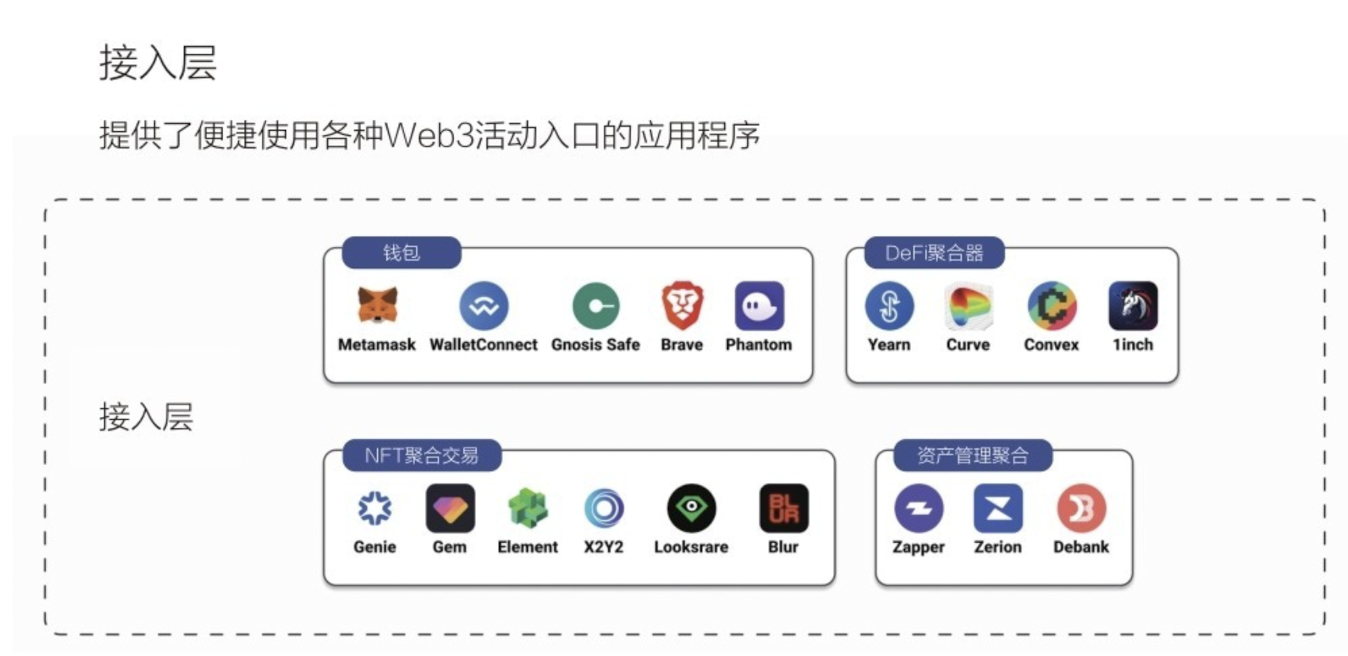 接入层
提供了便捷使用各种Web3活动入口的应用程序
钱包
Metamask WalletConnect Gnosis Safe Brave Phantom
DeFi聚合器
Yearn Curve Convex 1inch
接入层
NFT聚合交易
BLUR
Genie Gem Element X2Y2 Looksrare Blur
资产管理聚合
Zapper Zerion Debank